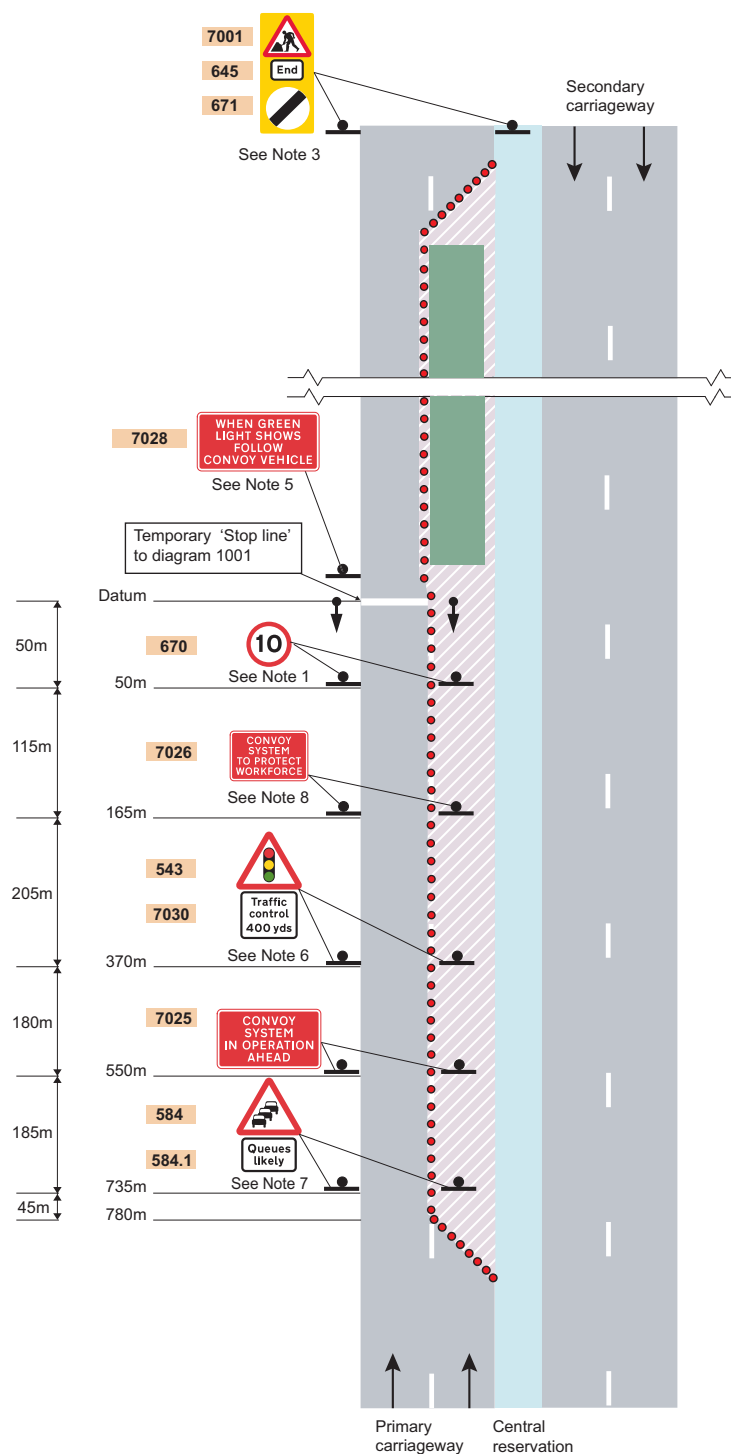 7001
645
End
671
See Note 3
Secondary
carriageway
7028
WHEN GREEN
LIGHT SHOWS
FOLLOW
CONVOY VEHICLE
See Note 5
Temporary ‘Stop line’
to diagram 1001
Datum
50m
670
10
See Note 1
50m
115m
7026
CONVOY
SYSTEM
TO PROTECT
WORKFORCE
See Note 8
165m
205m
543
7030
Traffic
control
400 yds
See Note 6
370m
180m
7025
CONVOY
SYSTEM
IN OPERATION
AHEAD
550m
185m
584
584.1
Queues
likely
See Note 7
735m
45m
780m
Primary
carriageway
Central
reservation